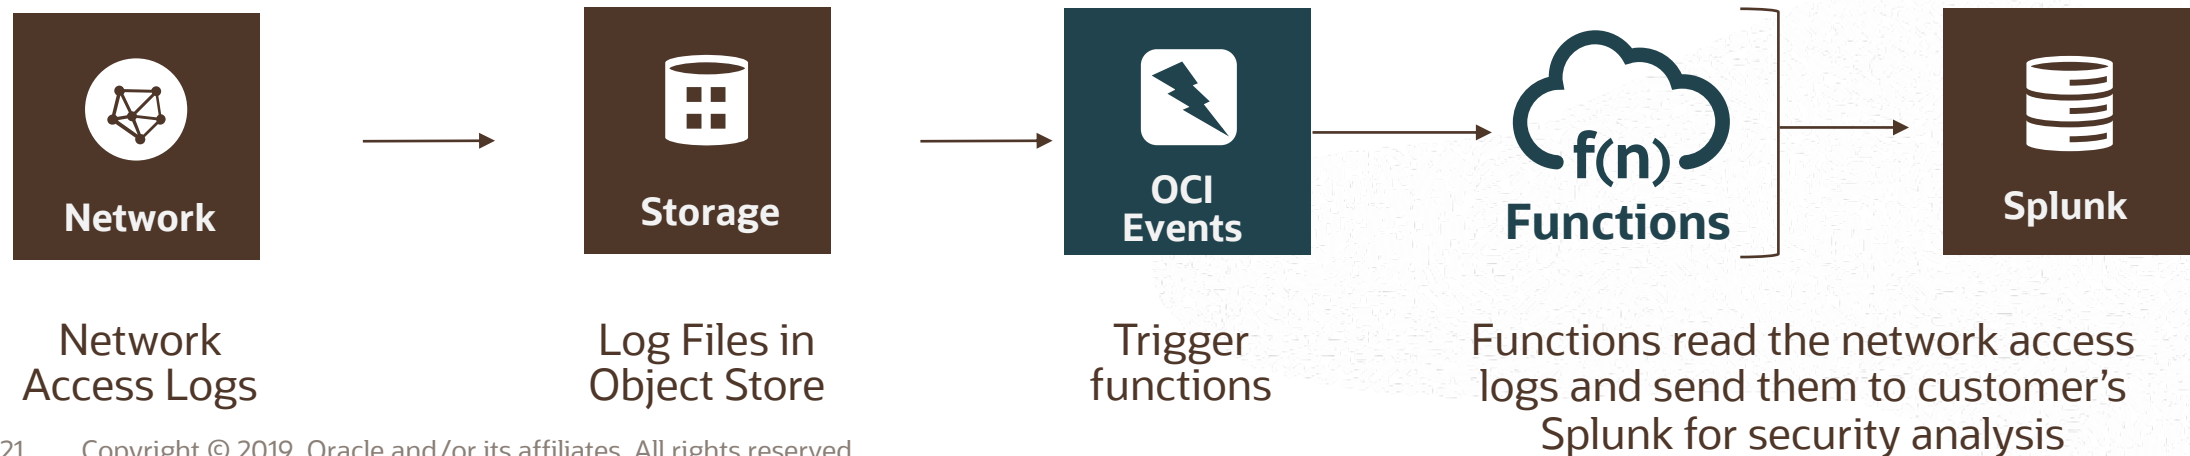 Network
Storage
OCI
Events
f(n)
Functions
Splunk
Network
Access Logs
Log Files in
Object Store
Trigger
functions
Functions read the network access
logs and send them to customer's
Splunk for security analysis
21 Copyright © 2019, Oracle and/or its affiliates. All rights reserved